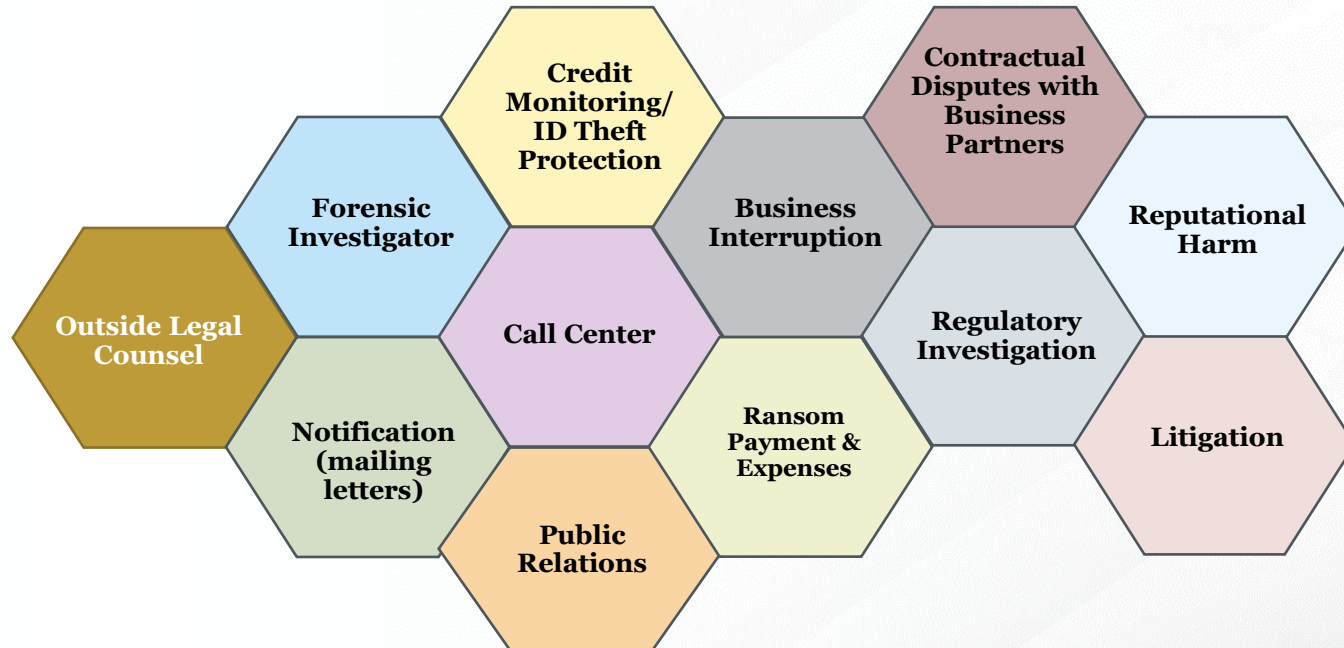 Credit
Monitoring/
ID Theft
Protection
Contractual
Disputes with
Business
Partners
Forensic
Investigator
Business
Interruption
Reputational
Harm
Outside Legal
Counsel
Call Center
Regulatory
Investigation
Notification
(mailing
letters)
Ransom
Payment &
Expenses
Litigation
Public
Relations